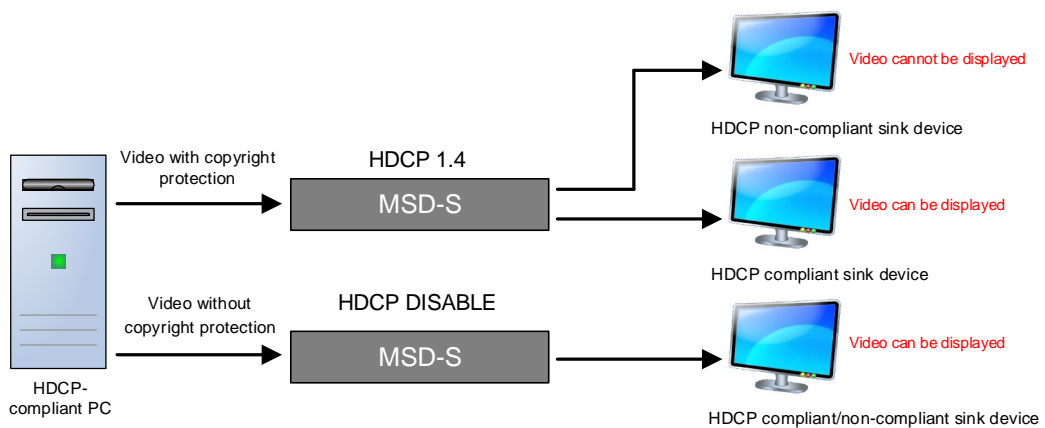 Video cannot be displayed
HDCP non-compliant sink device
Video with copyright
protection
HDCP 1.4
MSD-S
Video can be displayed
HDCP compliant sink device
Video without
copyright protection
HDCP DISABLE
MSD-S
Video can be displayed
HDCP-
compliant PC
HDCP compliant/non-compliant sink device